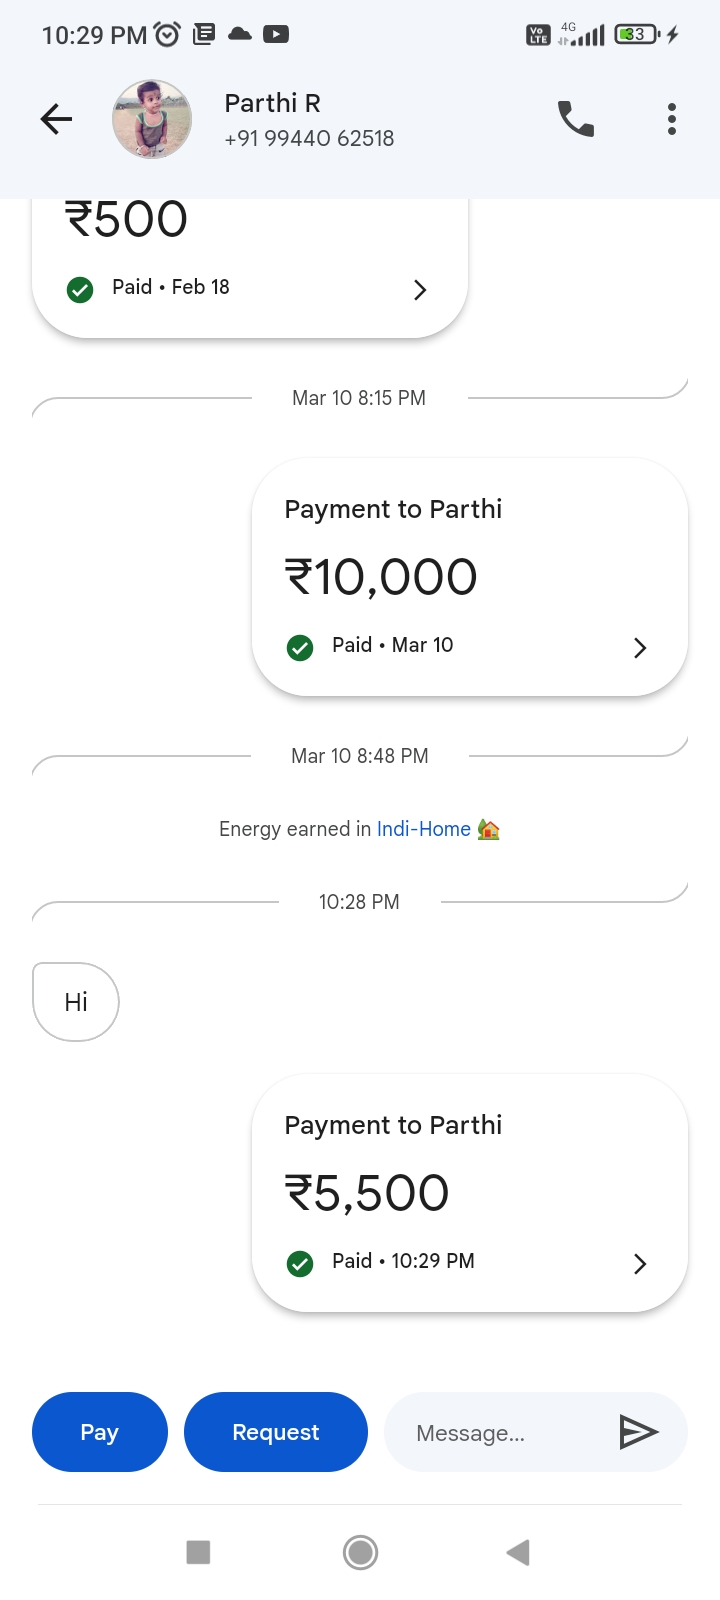 10:29 PM
Vo LTE 4G 33
Parthi R
+91 99440 62518
₹500
Paid • Feb 18
Mar 10 8:15 PM
Payment to Parthi
₹10,000
Paid • Mar 10
Mar 10 8:48 PM
Energy earned in Indi-Home 🏡
10:28 PM
Hi
Payment to Parthi
₹5,500
Paid • 10:29 PM
Pay
Request
Message...